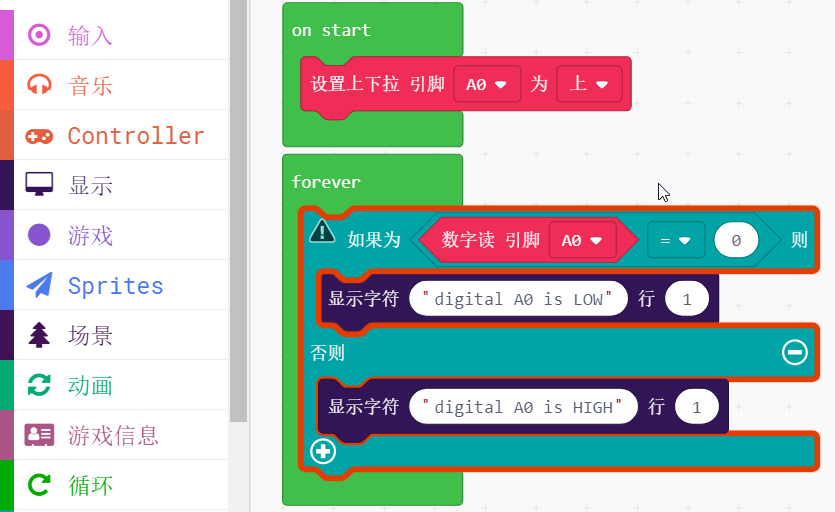 输入
音乐
Controller
显示
游戏
Sprites
场景
动画
游戏信息
循环
on start
设置上下拉 引脚 A0 为 上
forever
如果为 数字读 引脚 A0 = 0 则
显示字符 "digital A0 is LOW" 行 1
否则
显示字符 "digital A0 is HIGH" 行 1